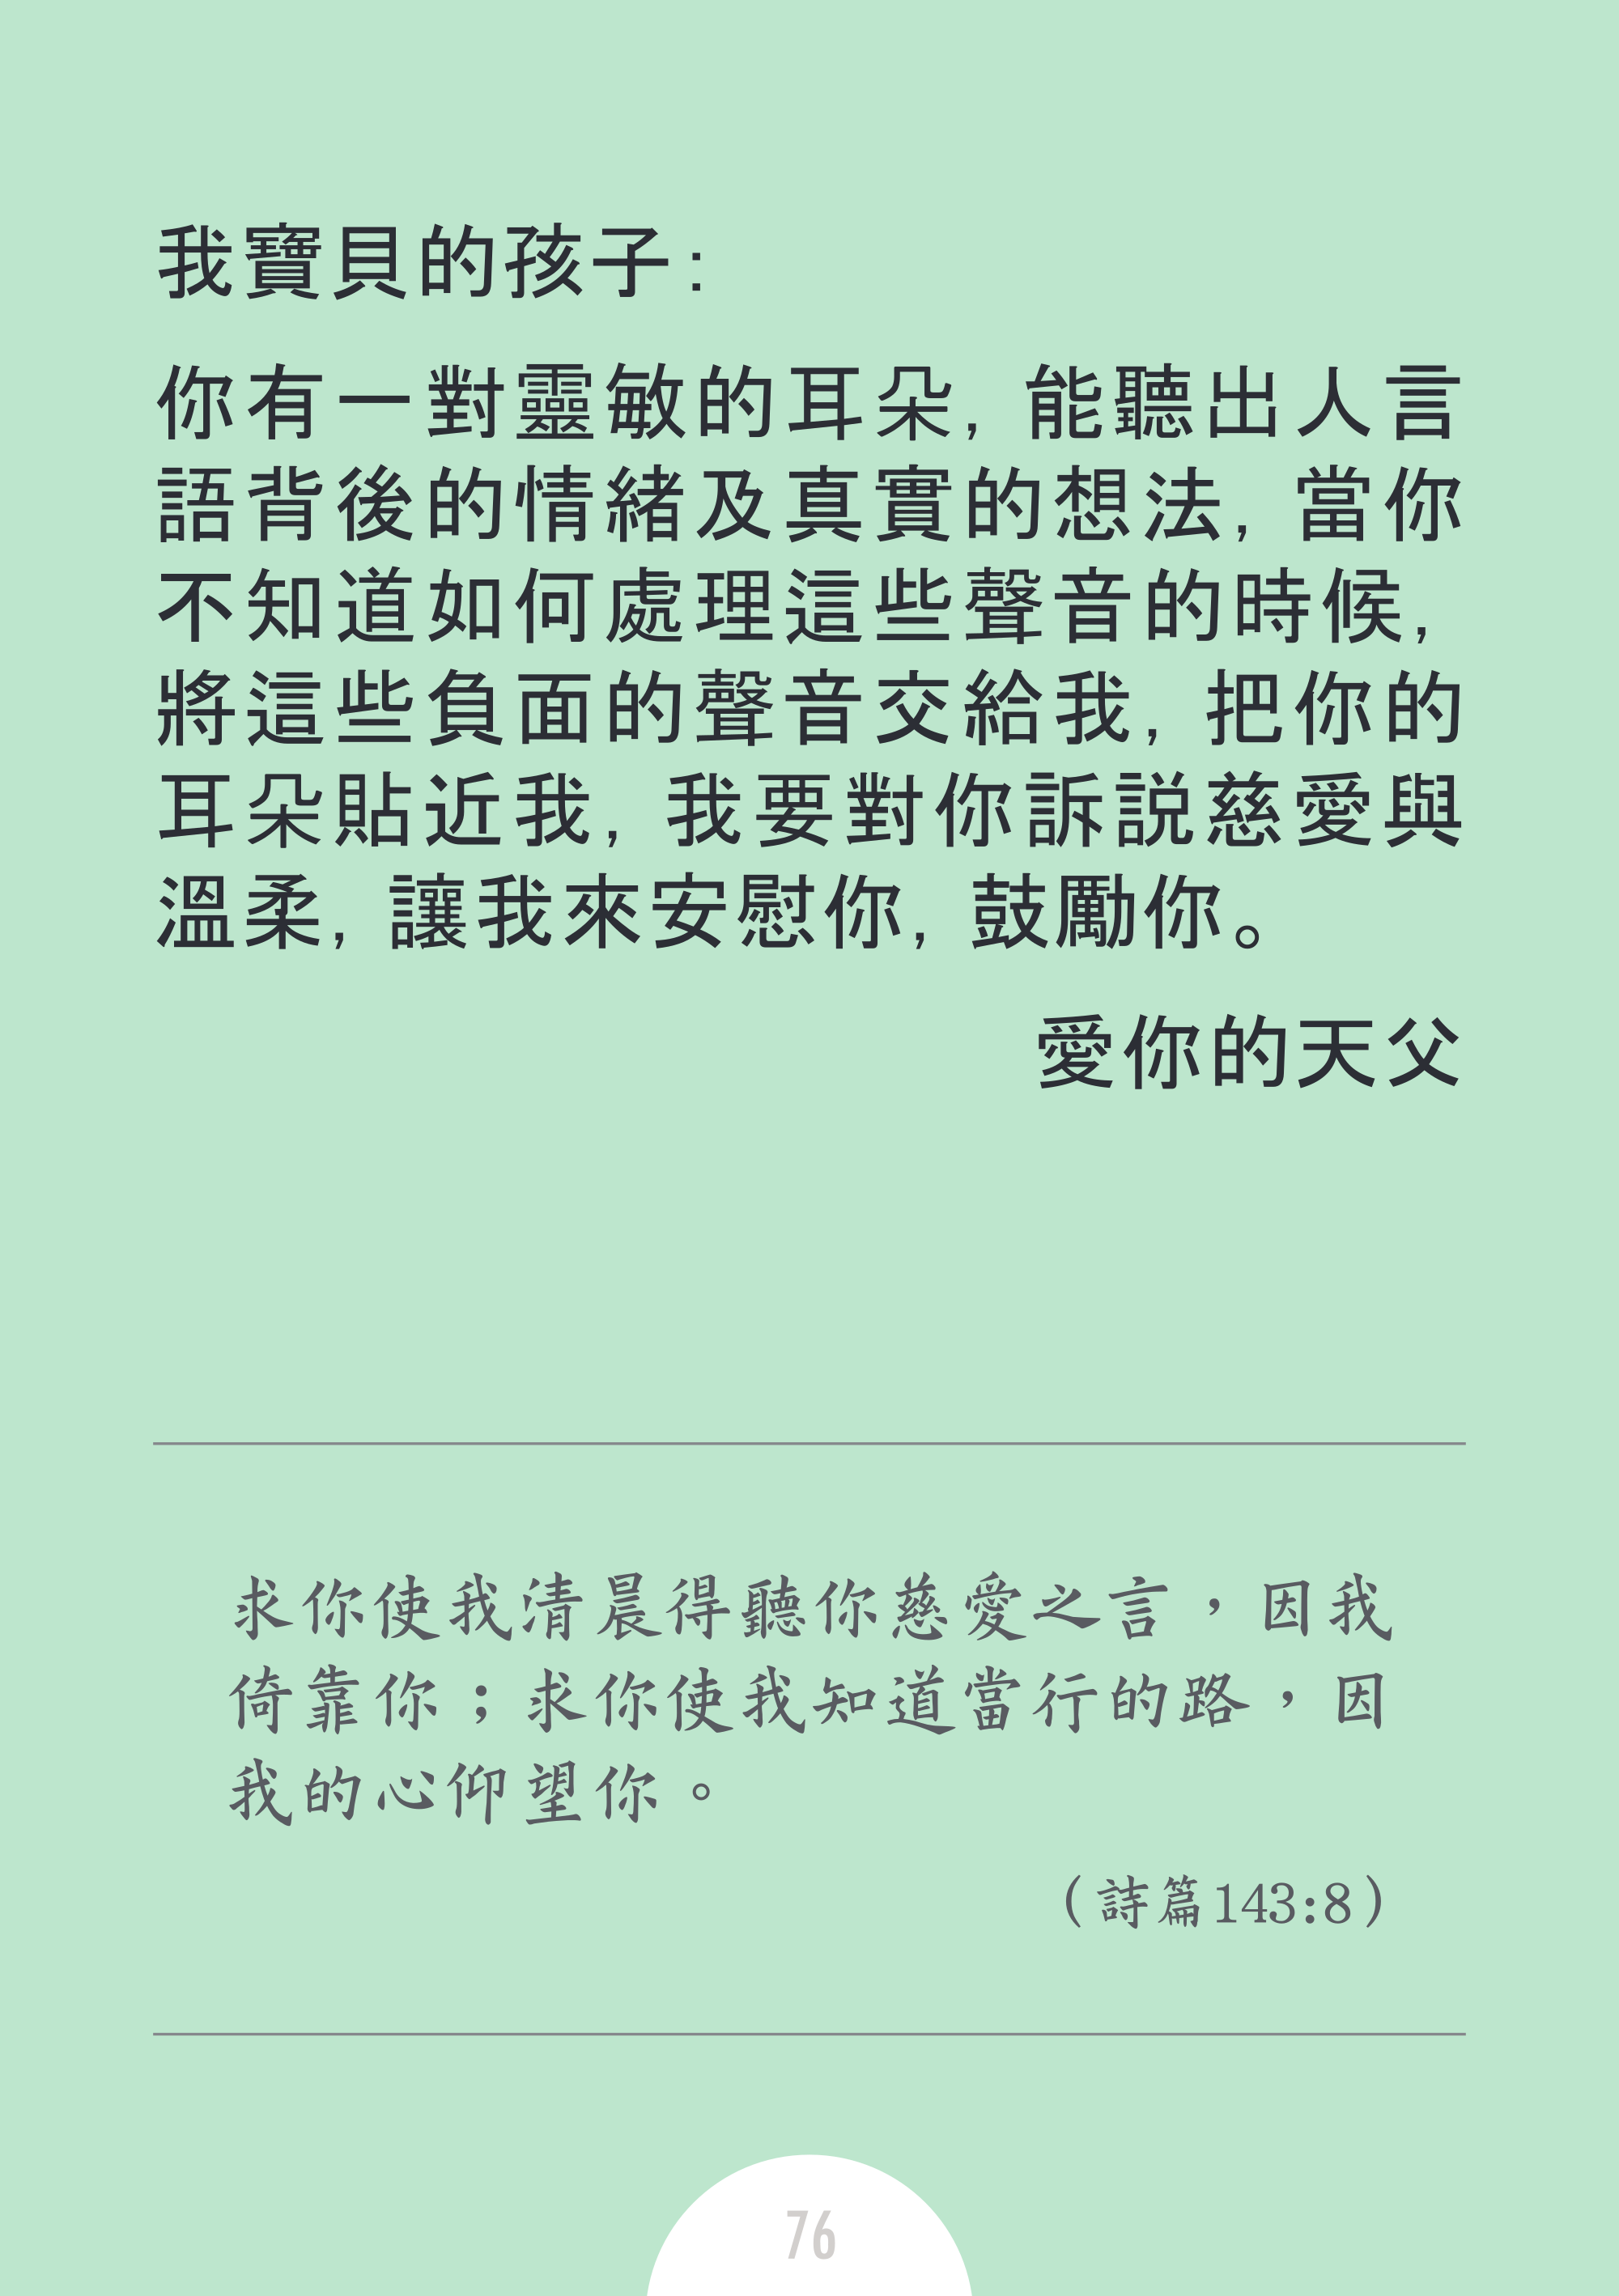 我寶貝的孩子：
你有一對靈敏的耳朵，能聽出人言
語背後的情緒及真實的想法，當你
不知道如何處理這些聲音的時候，
將這些負面的聲音交給我，把你的
耳朵貼近我，我要對你訴說慈愛與
溫柔，讓我來安慰你，鼓勵你。
愛你的天父
求你使我清晨得聽你慈愛之言，因我
倚靠你；求你使我知道當行的路，因
我的心仰望你。
（詩篇143:8）
76